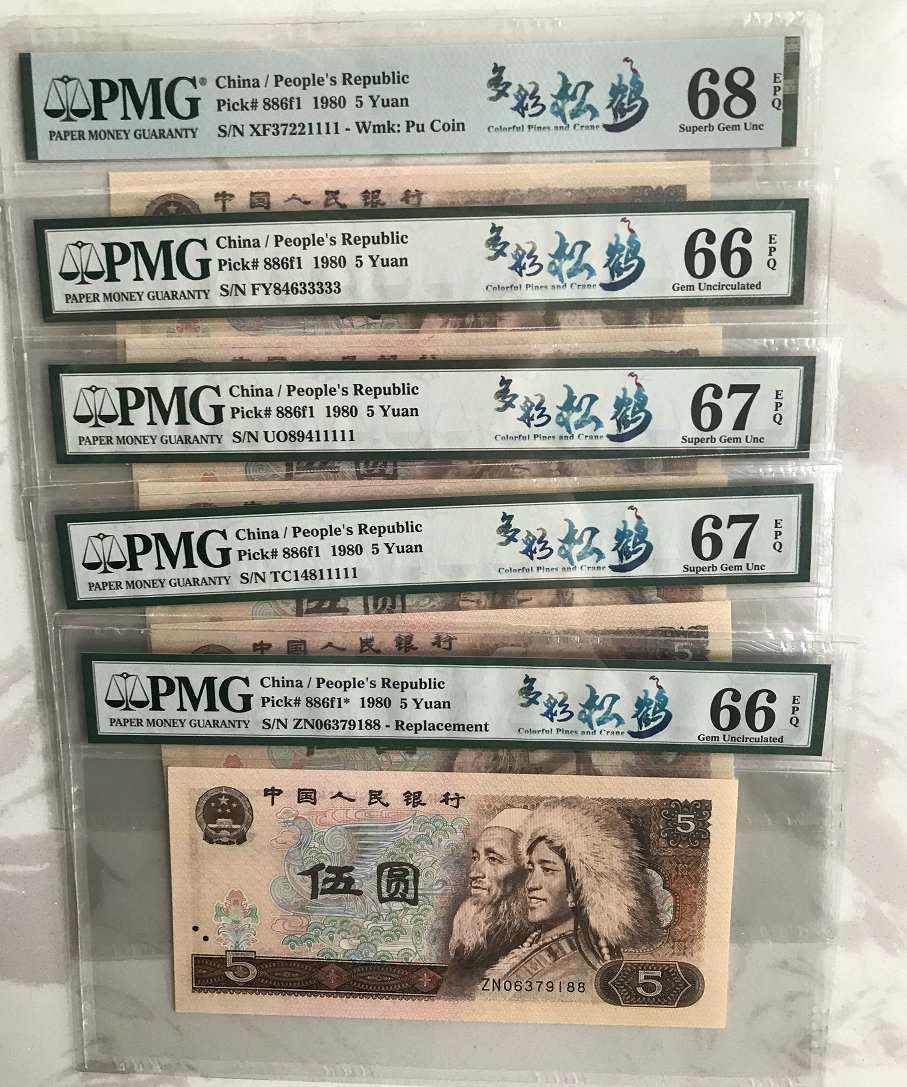 PMG®
PAPER MONEY GUARANTY
China / People's Republic
Pick# 886f1 1980 5 Yuan
S/N XF37221111 - Wmk: Pu Coin
多彩松鹤
Colorful Pines and Crane
68
EPQ
Superb Gem Unc
中国人民银行
PMG
PAPER MONEY GUARANTY
China / People's Republic
Pick# 886f1 1980 5 Yuan
S/N FY84633333
多彩松鹤
Colorful Pines and Crane
66
EPQ
Gem Uncirculated
PMG
PAPER MONEY GUARANTY
China / People's Republic
Pick# 886f1 1980 5 Yuan
S/N UO89411111
多彩松鹤
Colorful Pines and Crane
67
EPQ
Superb Gem Unc
伍圆
PMG
PAPER MONEY GUARANTY
China / People's Republic
Pick# 886f1 1980 5 Yuan
S/N TC14811111
多彩松鹤
Colorful Pines and Crane
67
EPQ
Superb Gem Unc
伍圆
中国人民银行
5
PMG
PAPER MONEY GUARANTY
China / People's Republic
Pick# 886f1* 1980 5 Yuan
S/N ZN06379188 - Replacement
多彩松鹤
Colorful Pines and Crane
66
EPQ
Gem Uncirculated
中国人民银行
5
伍圆
5
ZN06379188
5